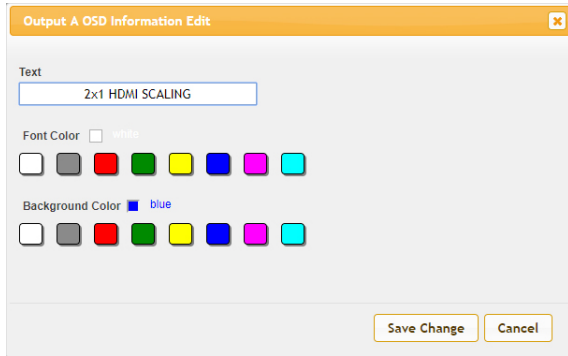 Output A OSD Information Edit
Text
2x1 HDMI SCALING
Font Color white
Background Color blue
Save Change Cancel